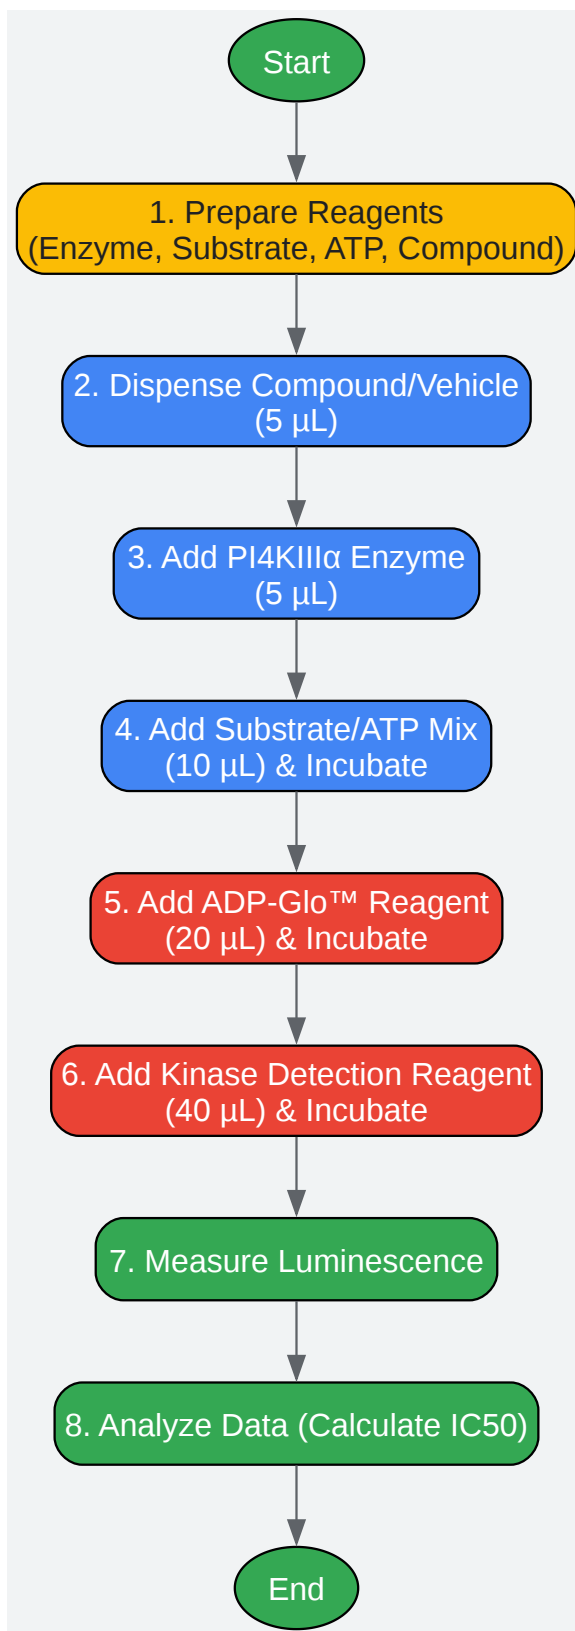 Start
1. Prepare Reagents
(Enzyme, Substrate, ATP, Compound)
2. Dispense Compound/Vehicle
(5 µL)
3. Add PI4KIIIα Enzyme
(5 µL)
4. Add Substrate/ATP Mix
(10 µL) & Incubate
5. Add ADP-Glo™ Reagent
(20 µL) & Incubate
6. Add Kinase Detection Reagent
(40 µL) & Incubate
7. Measure Luminescence
8. Analyze Data (Calculate IC50)
End